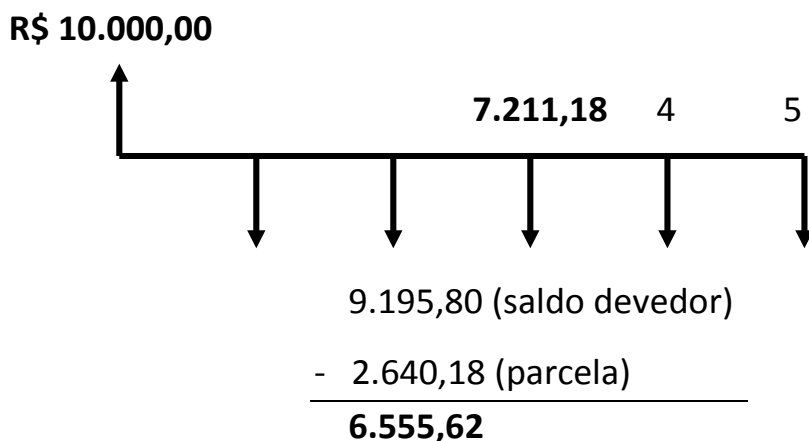 R$ 10.000,00
7.211,18 4 5
9.195,80 (saldo devedor)
- 2.640,18 (parcela)
6.555,62